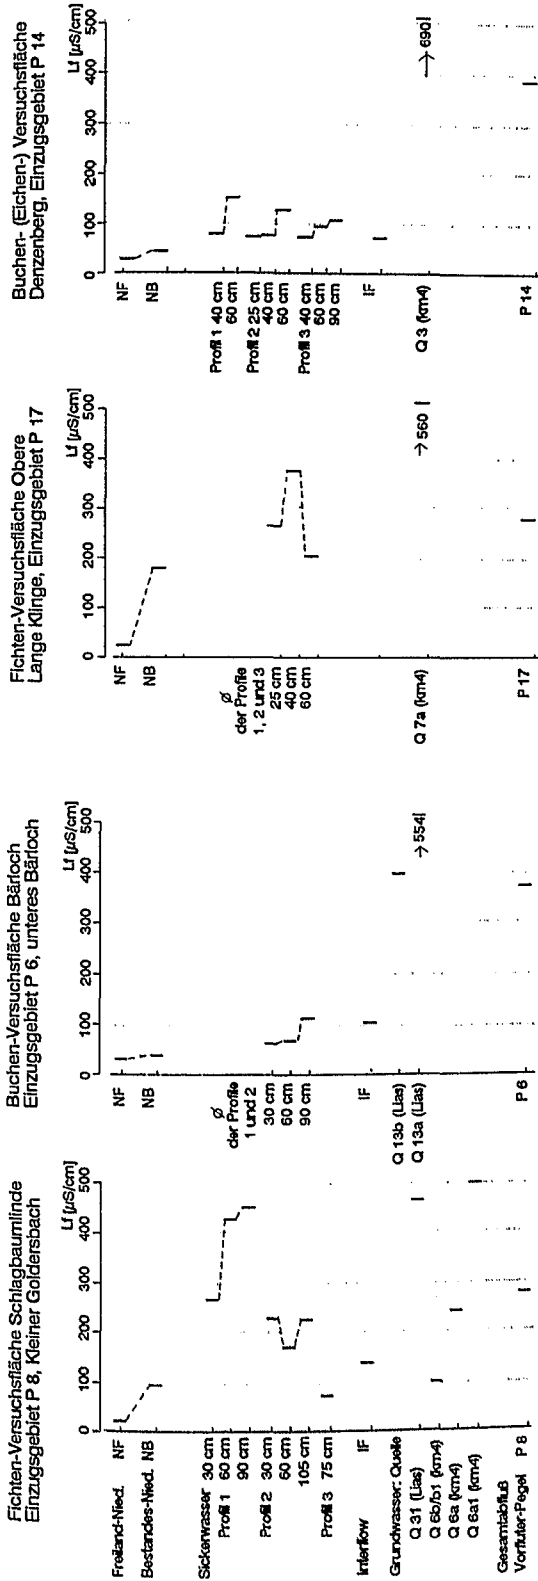 Fichten-Versuchsfläche Schlagbaumlinde
Einzugsgebiet P 8, Kleiner Goldersbach
Lf [µS/cm]
0 100 200 300 400 500
Freiland-Nied. NF
Bestandes-Nied. NB
Sickerwasser 30 cm
Profil 1 60 cm
90 cm
Profil 2 30 cm
60 cm
105 cm
Profil 3 75 cm
Interflow IF
Grundwasser: Quelle
Q 31 (Lias)
Q 6b/b1 (km4)
Q 6a (km4)
Q 6a1 (km4)
Gesamtabfluß
Vorfluter-Pegel P 8
Buchen-Versuchsfläche Bärloch
Einzugsgebiet P 6, unteres Bärloch
Lf [µS/cm]
0 100 200 300 400 500
NF
NB
Ø
der Profile
1 und 2
30 cm
60 cm
90 cm
IF
Q 13b (Lias)
Q 13a (Lias)
→ 554
P 6
Fichten-Versuchsfläche Obere
Lange Klinge, Einzugsgebiet P 17
Lf [µS/cm]
0 100 200 300 400 500
NF
NB
Ø
der Profile
1, 2 und 3
25 cm
40 cm
60 cm
Q 7a (km4)
→ 560
P 17
Buchen- (Eichen-) Versuchsfläche
Denzenberg, Einzugsgebiet P 14
Lf [µS/cm]
0 100 200 300 400 500
NF
NB
Profil 1 40 cm
60 cm
Profil 2 25 cm
40 cm
60 cm
Profil 3 40 cm
60 cm
90 cm
IF
Q 3 (km4)
→ 690
P 14